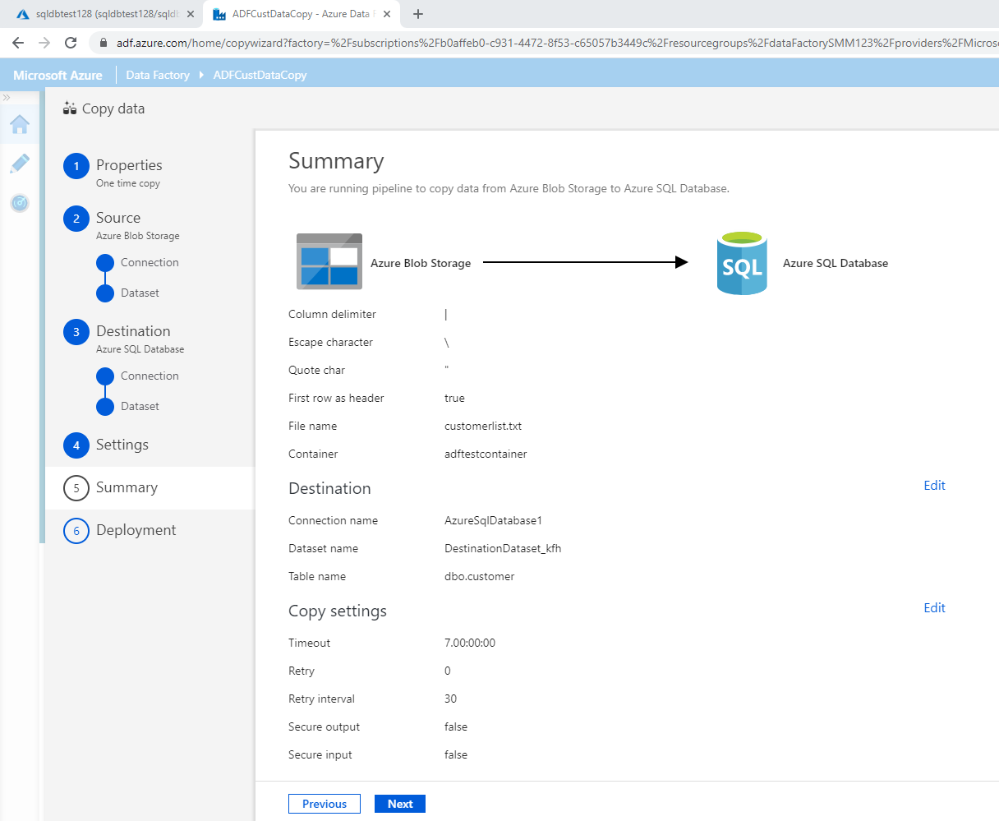 sqldbtest128 (sqldbtest128/sqldb
ADFCustDataCopy - Azure Data F
adf.azure.com/home/copywizard?factory=%2Fsubscriptions%2Fb0affeb0-c931-4472-8f53-c65057b3449c%2Fresourcegroups%2FdataFactorySMM123%2Fproviders%2FMicroso
Microsoft Azure
Data Factory
ADFCustDataCopy
Copy data
1
Properties
One time copy
2
Source
Azure Blob Storage
Connection
Dataset
3
Destination
Azure SQL Database
Connection
Dataset
4
Settings
5
Summary
6
Deployment
Summary
You are running pipeline to copy data from Azure Blob Storage to Azure SQL Database.
Azure Blob Storage
SQL
Azure SQL Database
Column delimiter |
Escape character \
Quote char "
First row as header true
File name customerlist.txt
Container adftestcontainer
Destination Edit
Connection name AzureSqlDatabase1
Dataset name DestinationDataset_kfh
Table name dbo.customer
Copy settings Edit
Timeout 7.00:00:00
Retry 0
Retry interval 30
Secure output false
Secure input false
Previous Next